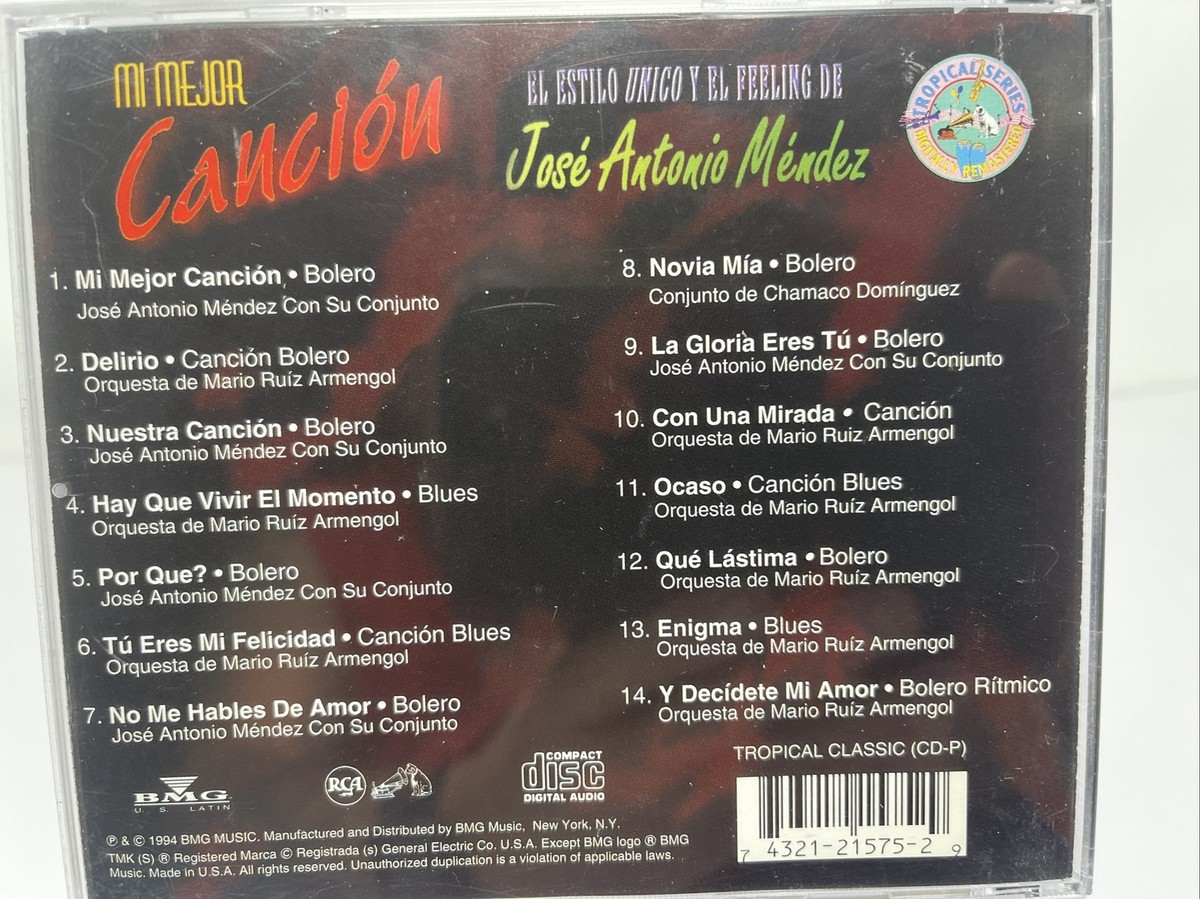 MI MEJOR
Canción
EL ESTILO UNICO Y EL FEELING DE
José Antonio Méndez
TROPICAL SERIES
DIGITALLY REMASTERED
1. Mi Mejor Canción • Bolero
José Antonio Méndez Con Su Conjunto
2. Delirio • Canción Bolero
Orquesta de Mario Ruíz Armengol
3. Nuestra Canción • Bolero
José Antonio Méndez Con Su Conjunto
4. Hay Que Vivir El Momento • Blues
Orquesta de Mario Ruíz Armengol
5. Por Que? • Bolero
José Antonio Méndez Con Su Conjunto
6. Tú Eres Mi Felicidad • Canción Blues
Orquesta de Mario Ruíz Armengol
7. No Me Hables De Amor • Bolero
José Antonio Méndez Con Su Conjunto
8. Novia Mía • Bolero
Conjunto de Chamaco Domínguez
9. La Gloria Eres Tú • Bolero
José Antonio Méndez Con Su Conjunto
10. Con Una Mirada • Canción
Orquesta de Mario Ruiz Armengol
11. Ocaso • Canción Blues
Orquesta de Mario Ruíz Armengol
12. Qué Lástima • Bolero
Orquesta de Mario Ruíz Armengol
13. Enigma • Blues
Orquesta de Mario Ruíz Armengol
14. Y Decídete Mi Amor • Bolero Rítmico
Orquesta de Mario Ruíz Armengol
BMG
U.S. LATIN
RCA
COMPACT
disc
DIGITAL AUDIO
TROPICAL CLASSIC (CD-P)
7 4321-21575-2 9
℗ & © 1994 BMG MUSIC. Manufactured and Distributed by BMG Music, New York, N.Y.
TMK (S) ® Registered Marca © Registrada (s) General Electric Co. U.S.A. Except BMG logo ® BMG
Music. Made in U.S.A. All rights reserved. Unauthorized duplication is a violation of applicable laws.